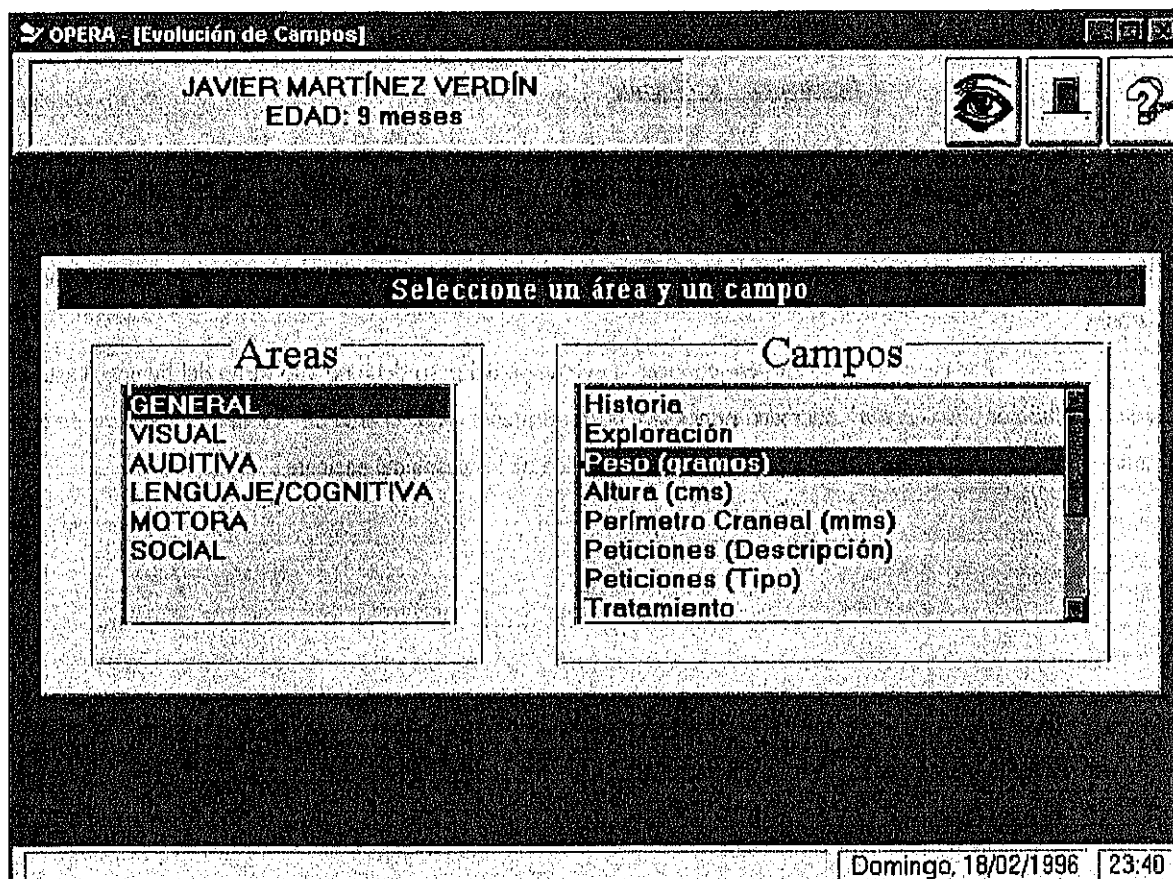 OPERA - [Evolución de Campos]
JAVIER MARTÍNEZ VERDÍN
EDAD: 9 meses
Seleccione un área y un campo
Areas
GENERAL
VISUAL
AUDITIVA
LENGUAJE/COGNITIVA
MOTORA
SOCIAL
Campos
Historia
Exploración
Peso (gramos)
Altura (cms)
Perímetro Craneal (mms)
Peticiones (Descripción)
Peticiones (Tipo)
Tratamiento
Domingo, 18/02/1996
23:40